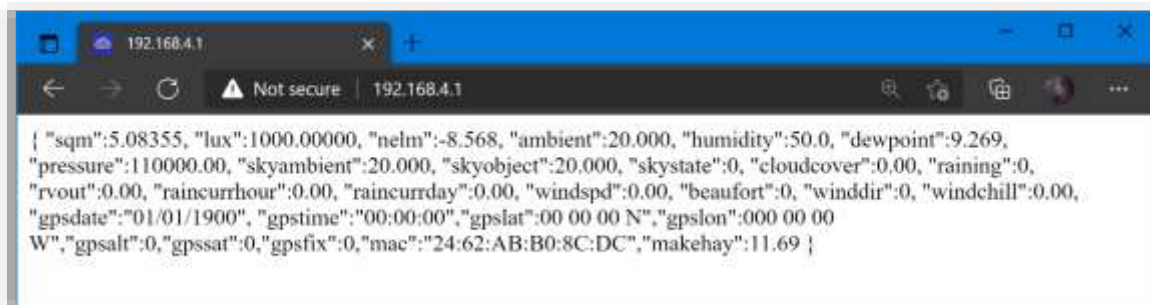 192.168.4.1
Not secure | 192.168.4.1
{ "sqm":5.08355, "lux":1000.00000, "nelm":-8.568, "ambient":20.000, "humidity":50.0, "dewpoint":9.269,
"pressure":110000.00, "skyambient":20.000, "skyobject":20.000, "skystate":0, "cloudcover":0.00, "raining":0,
"rvout":0.00, "raincurrhour":0.00, "raincurrday":0.00, "windspd":0.00, "beaufort":0, "winddir":0, "windchill":0.00,
"gpsdate":"01/01/1900", "gpstime":"00:00:00","gpslat":00 00 00 N","gpslon":000 00 00
W","gpsalt":0,"gpssat":0,"gpsfix":0,"mac":"24:62:AB:B0:8C:DC","makehay":11.69 }